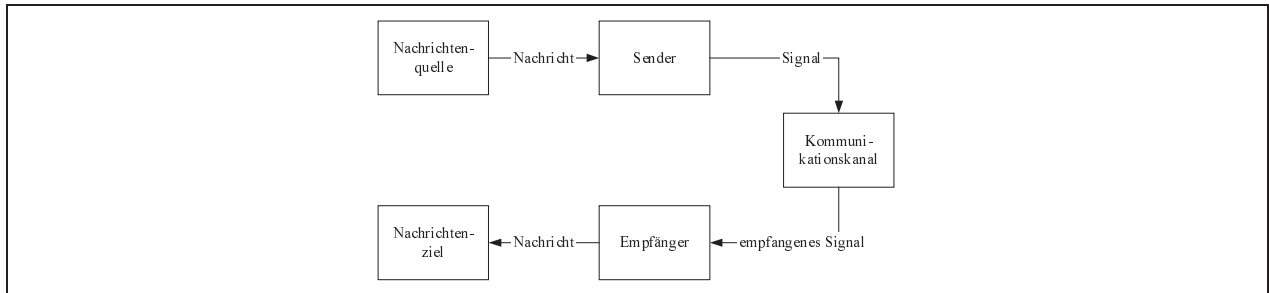 Nachrichten-
quelle
Nachricht
Sender
Signal
Kommuni-
kationskanal
empfangenes Signal
Empfänger
Nachricht
Nachrichten-
ziel